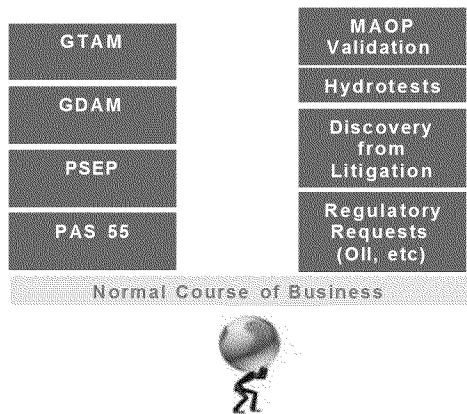 GTAM
GDAM
PSEP
PAS 55
MAOP
Validation
Hydrotests
Discovery
from
Litigation
Regulatory
Requests
(OII, etc)
Normal Course of Business